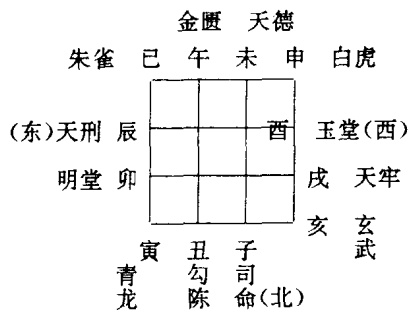 金匮 天德
朱雀 巳 午 未 申 白虎
(东)天刑 辰 酉 玉堂(西)
明堂 卯 戌 天牢
亥 玄武
寅 丑 子
青龙 勾陈 司命(北)